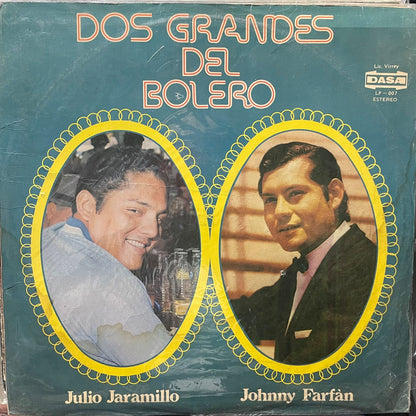 DOS GRANDES
DEL
BOLERO
Lic. Virrey
DASA
LP - 007
ESTEREO
Julio Jaramillo
Johnny Farfàn